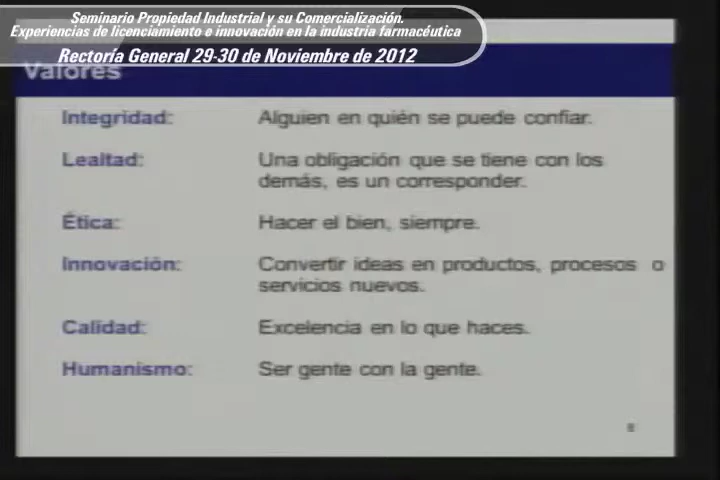 Seminario Propiedad Industrial y su Comercialización.
Experiencias de licenciamiento e innovación en la industria farmacéutica
Rectoría General 29-30 de Noviembre de 2012
Valores
Integridad: Alguien en quién se puede confiar.
Lealtad: Una obligación que se tiene con los
demás, es un corresponder.
Ética: Hacer el bien, siempre.
Innovación: Convertir ideas en productos, procesos o
servicios nuevos.
Calidad: Excelencia en lo que haces.
Humanismo: Ser gente con la gente.